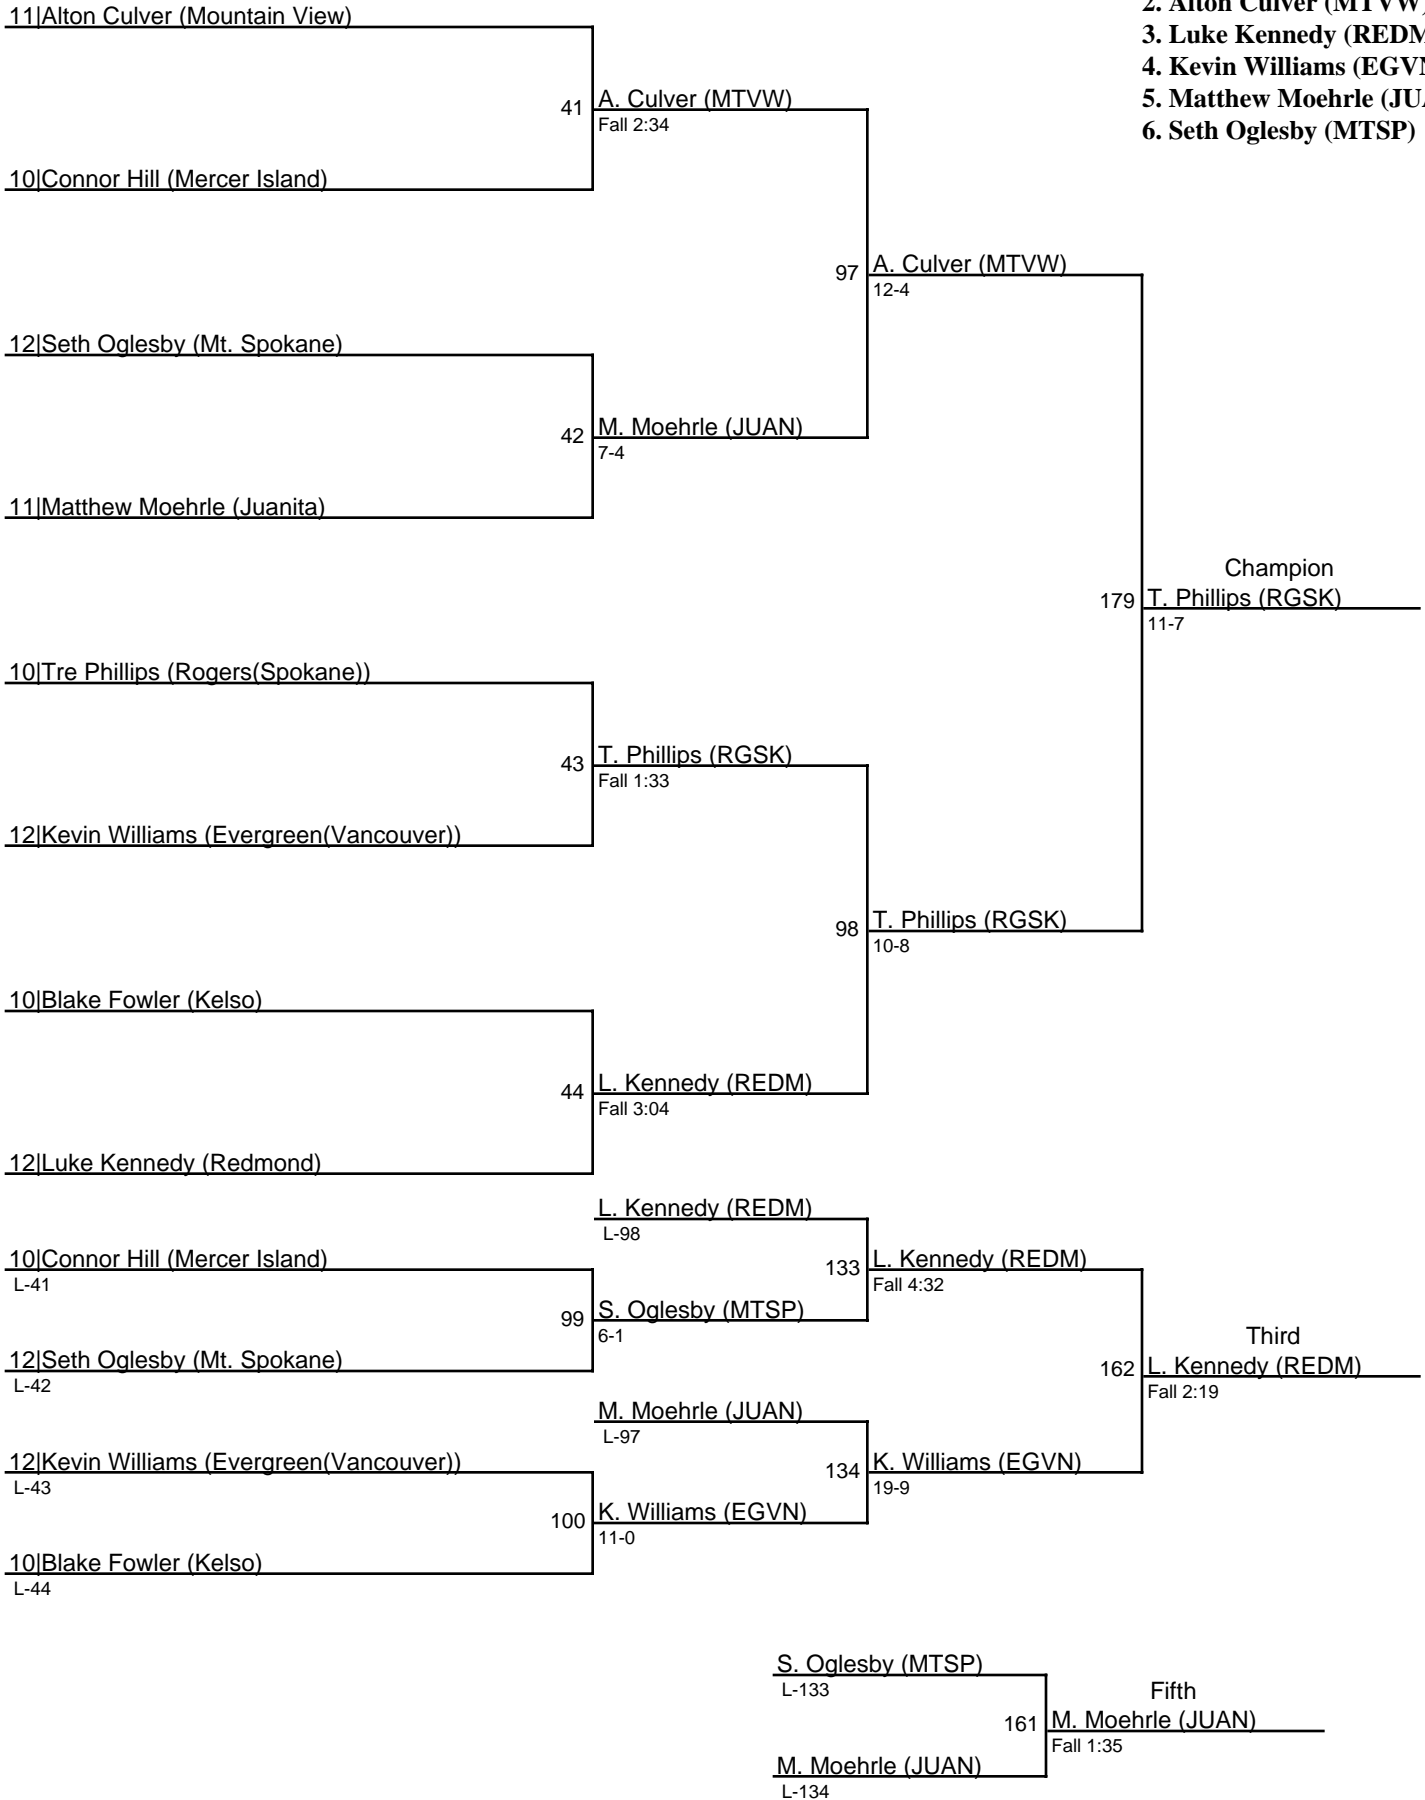 11|Alton Culver (Mountain View)
2. Alton Culver (MTVW)
3. Luke Kennedy (REDM
4. Kevin Williams (EGVN
5. Matthew Moehrle (JUA
6. Seth Oglesby (MTSP)
41 A. Culver (MTVW)
Fall 2:34
10|Connor Hill (Mercer Island)
97 A. Culver (MTVW)
12-4
12|Seth Oglesby (Mt. Spokane)
42 M. Moehrle (JUAN)
7-4
11|Matthew Moehrle (Juanita)
Champion
179 T. Phillips (RGSK)
11-7
10|Tre Phillips (Rogers(Spokane))
43 T. Phillips (RGSK)
Fall 1:33
12|Kevin Williams (Evergreen(Vancouver))
98 T. Phillips (RGSK)
10-8
10|Blake Fowler (Kelso)
44 L. Kennedy (REDM)
Fall 3:04
12|Luke Kennedy (Redmond)
L. Kennedy (REDM)
L-98
10|Connor Hill (Mercer Island)
L-41
133 L. Kennedy (REDM)
Fall 4:32
99 S. Oglesby (MTSP)
6-1
12|Seth Oglesby (Mt. Spokane)
L-42
Third
162 L. Kennedy (REDM)
Fall 2:19
M. Moehrle (JUAN)
L-97
12|Kevin Williams (Evergreen(Vancouver))
L-43
134 K. Williams (EGVN)
19-9
100 K. Williams (EGVN)
11-0
10|Blake Fowler (Kelso)
L-44
S. Oglesby (MTSP)
L-133
Fifth
161 M. Moehrle (JUAN)
Fall 1:35
M. Moehrle (JUAN)
L-134